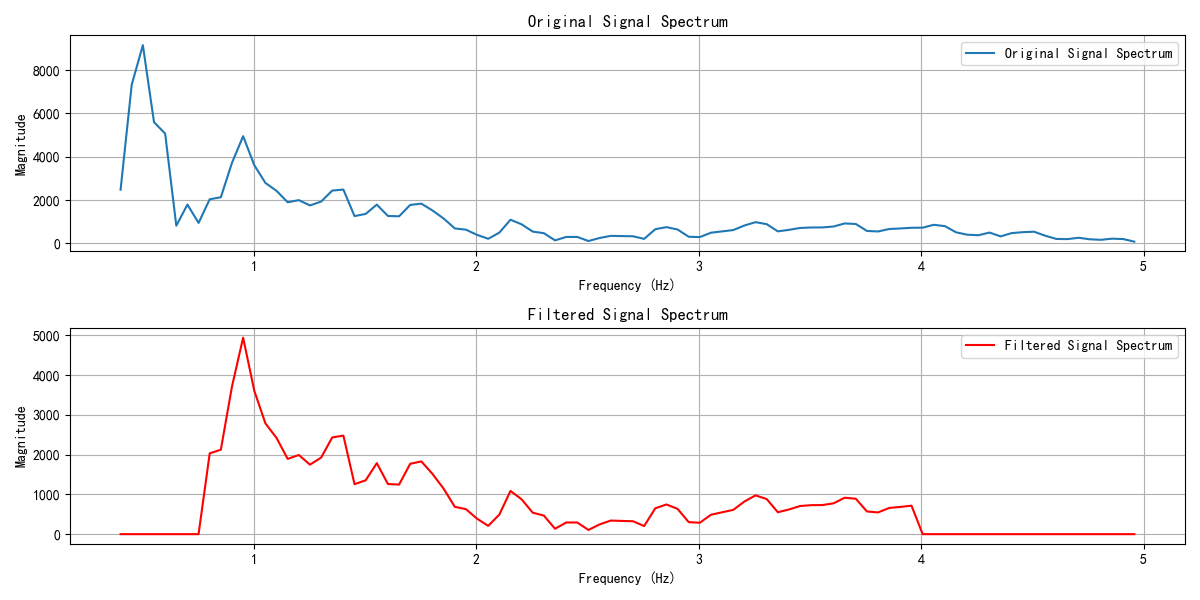 Original Signal Spectrum
Original Signal Spectrum
Magnitude
8000
6000
4000
2000
0
1 2 3 4 5
Frequency (Hz)
Filtered Signal Spectrum
Filtered Signal Spectrum
Magnitude
5000
4000
3000
2000
1000
0
1 2 3 4 5
Frequency (Hz)